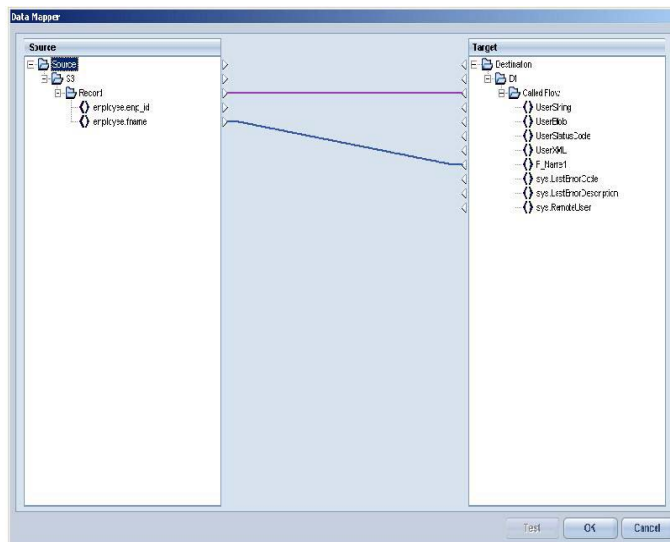 Data Mapper
Source
Source
S3
Record
employee.emp_id
employee.fname
Target
Destination
D1
Called Flow
UserString
UserBlob
UserStatusCode
UserXML
F_Name1
sys.LastErrorCode
sys.LastErrorDescription
sys.RemoteUser
Test
OK
Cancel